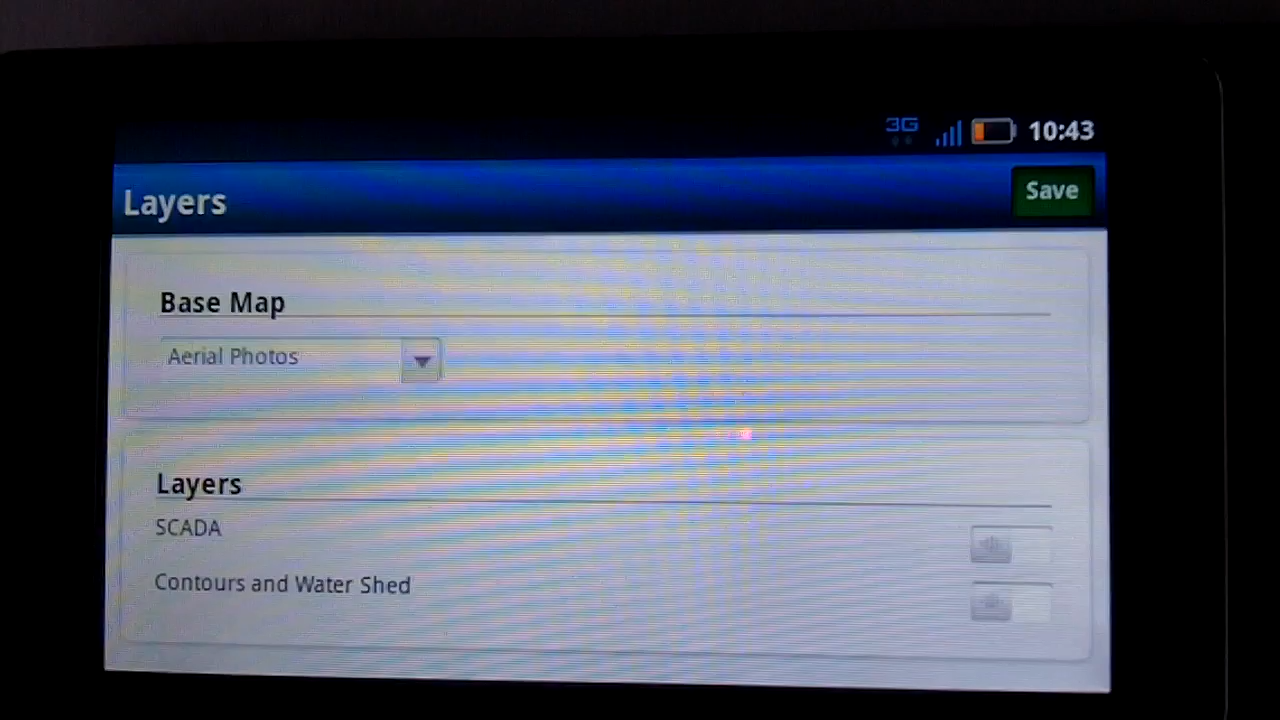 3G 10:43
Layers
Save
Base Map
Aerial Photos
Layers
SCADA
Contours and Water Shed